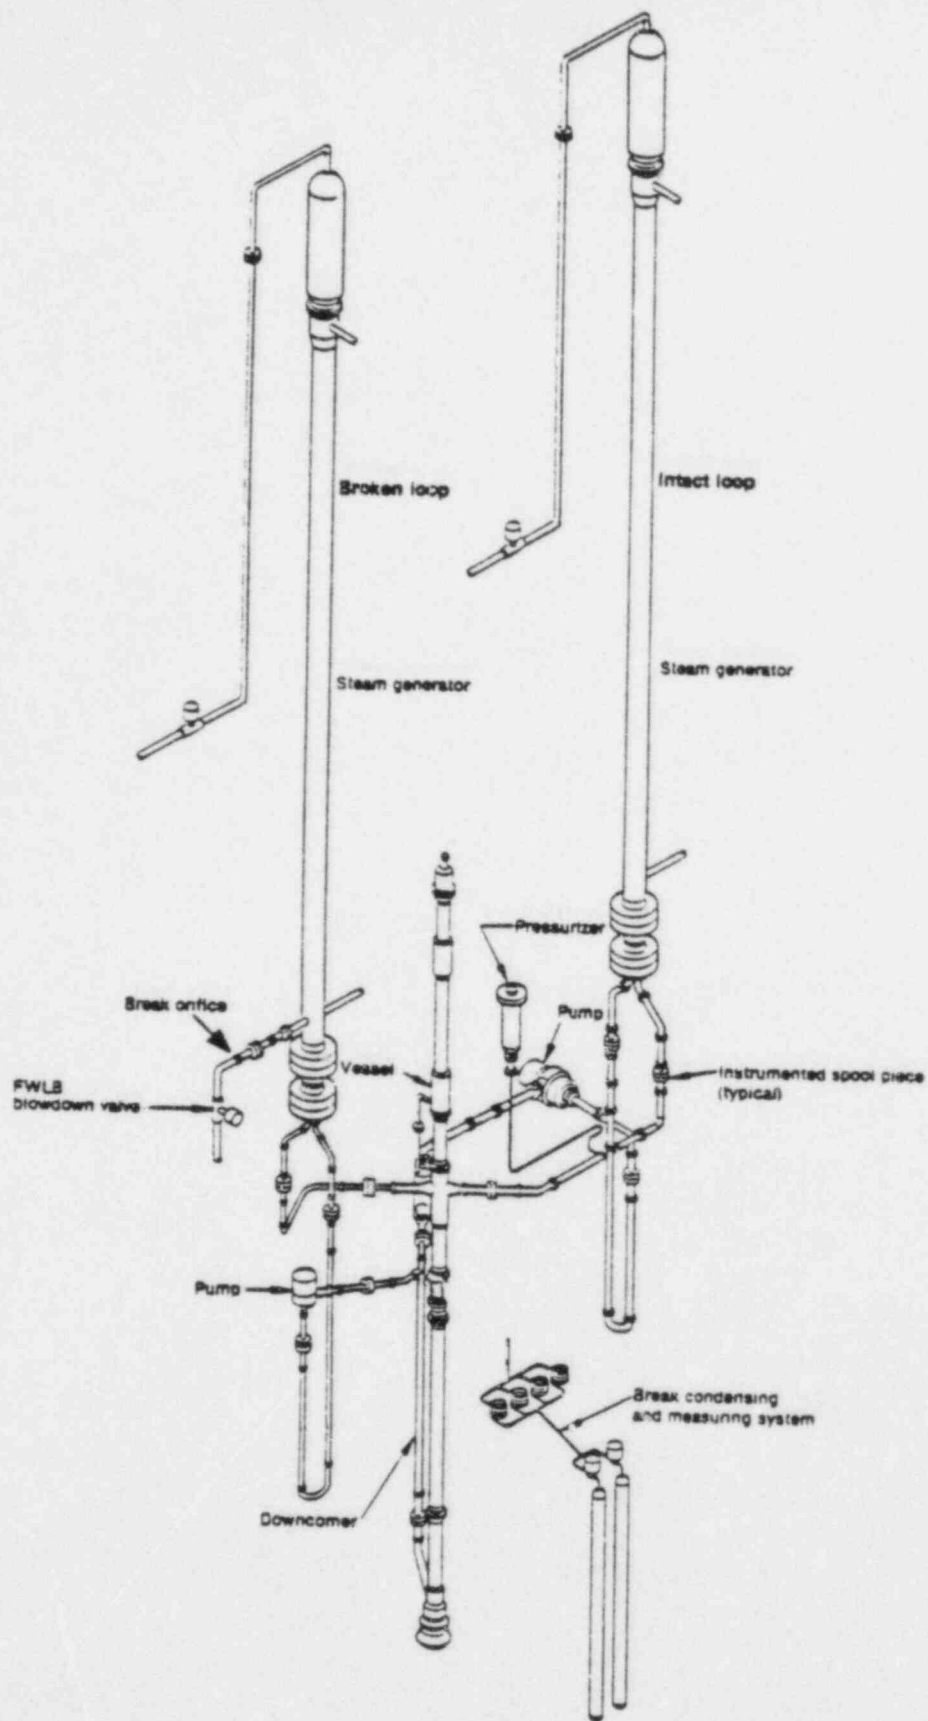 Broken loop
Intact loop
Steam generator
Steam generator
Pressurizer
Break orifice
Pump
Vessel
Instrumented spool piece
(typical)
FWLB
blowdown valve
Pump
Break condensing
and measuring system
Downcomer